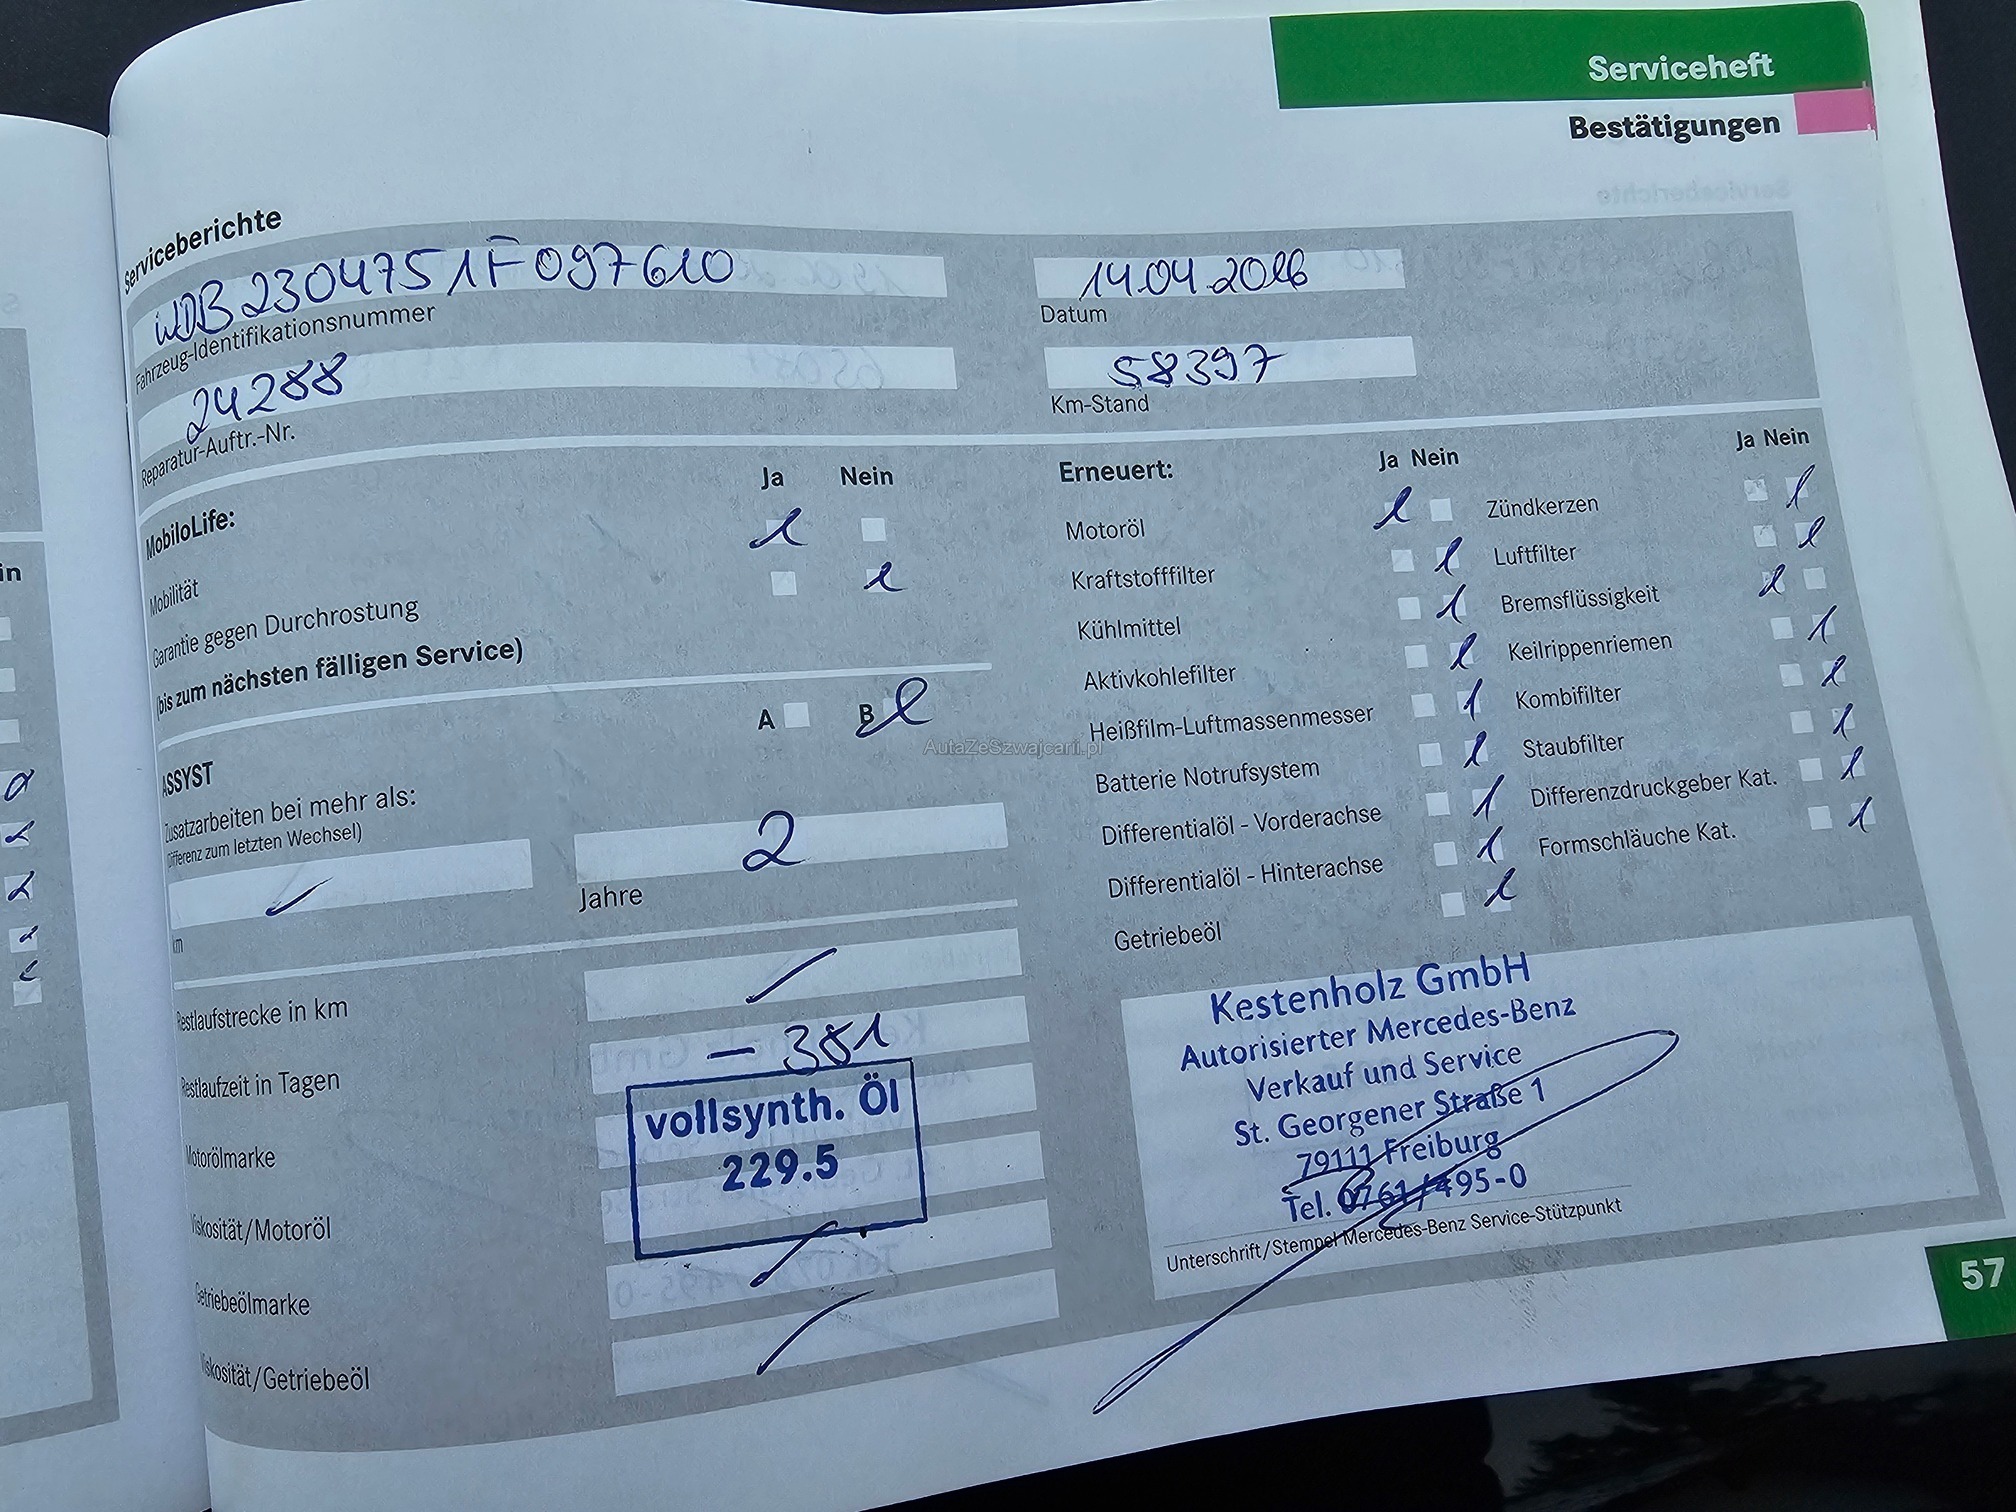 Serviceheft
Bestätigungen
Serviceberichte
WDB2304751F097610
Fahrzeug-Identifikationsnummer
14.04.2016
Datum
24288
Reparatur-Auftr.-Nr.
58397
Km-Stand
MobiloLife:
Ja Nein
Mobilität
Garantie gegen Durchrostung
(bis zum nächsten fälligen Service)
ASSYST
A B
Zusatzarbeiten bei mehr als:
(Differenz zum letzten Wechsel)
km
2
Jahre
Restlaufstrecke in km
Restlaufzeit in Tagen
- 381
Motorölmarke
vollsynth. Öl
229.5
Viskosität/Motoröl
Getriebeölmarke
Viskosität/Getriebeöl
Erneuert:
Ja Nein
Motoröl
Kraftstofffilter
Kühlmittel
Aktivkohlefilter
Heißfilm-Luftmassenmesser
Batterie Notrufsystem
Differentialöl - Vorderachse
Differentialöl - Hinterachse
Getriebeöl
Ja Nein
Zündkerzen
Luftfilter
Bremsflüssigkeit
Keilrippenriemen
Kombifilter
Staubfilter
Differenzdruckgeber Kat.
Formschläuche Kat.
Kestenholz GmbH
Autorisierter Mercedes-Benz
Verkauf und Service
St. Georgener Straße 1
79111 Freiburg
Tel. 0761/495-0
Unterschrift/Stempel Mercedes-Benz Service-Stützpunkt
57
AutaZeSzwajcarii.pl